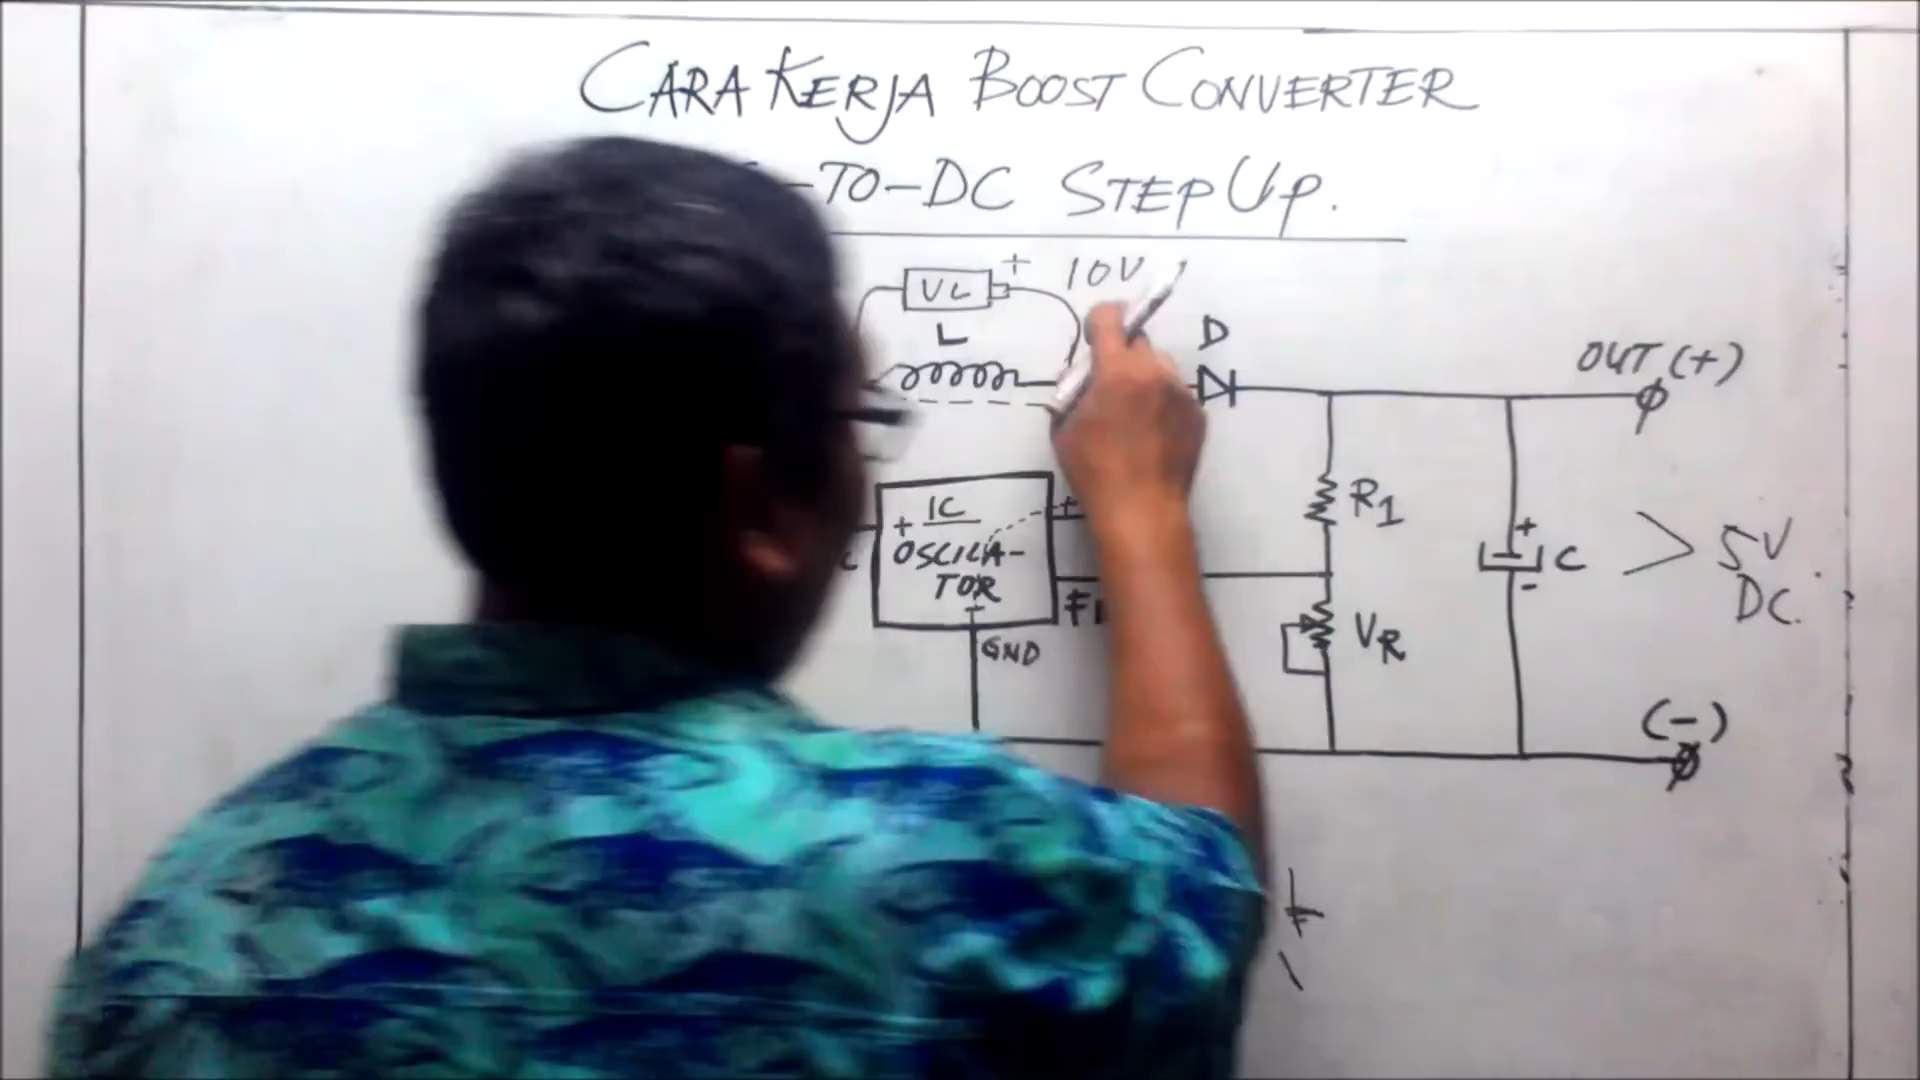 CARA KERJA BOOST CONVERTER
-TO-DC STEP UP.
VL + 10V
L
D
OUT (+)
IC
+ +
OSCILA-
TOR
GND
R1
VR
+
C
-
> 5V
DC.
(-)